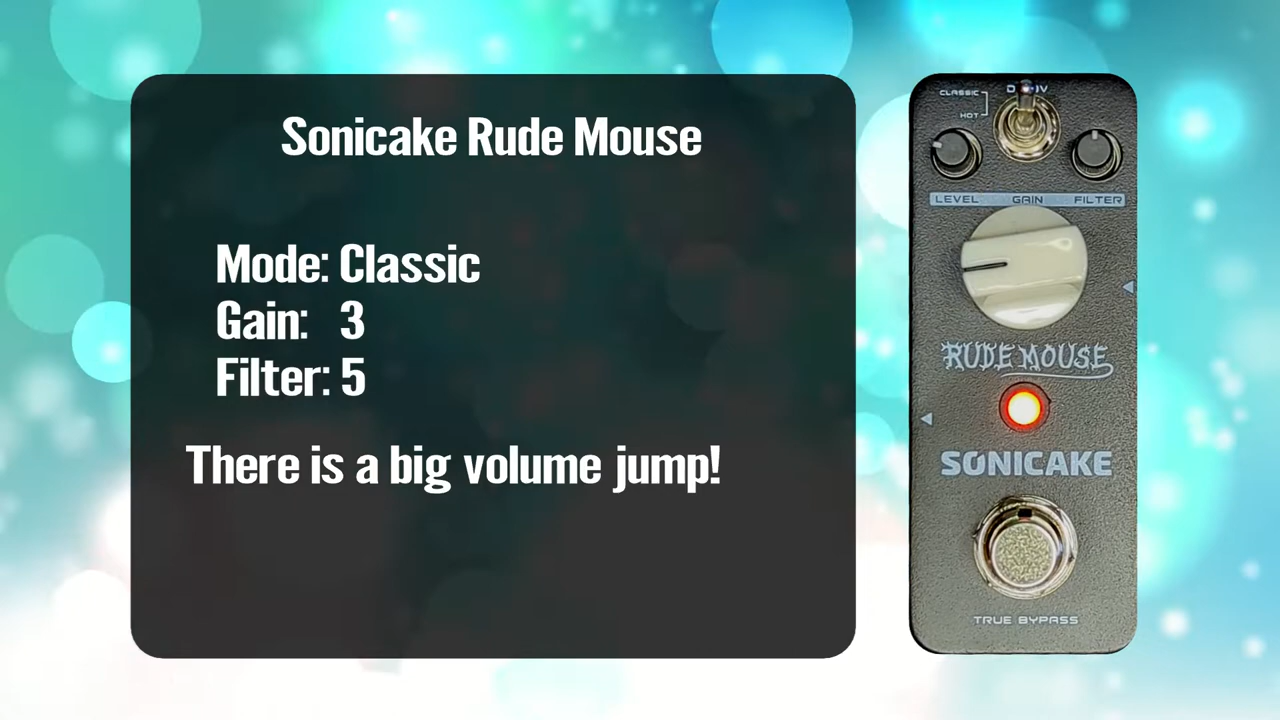 Sonicake Rude Mouse
Mode: Classic
Gain: 3
Filter: 5
There is a big volume jump!
CLASSIC
HOT
LEVEL GAIN FILTER
RUDE MOUSE
SONICAKE
TRUE BYPASS